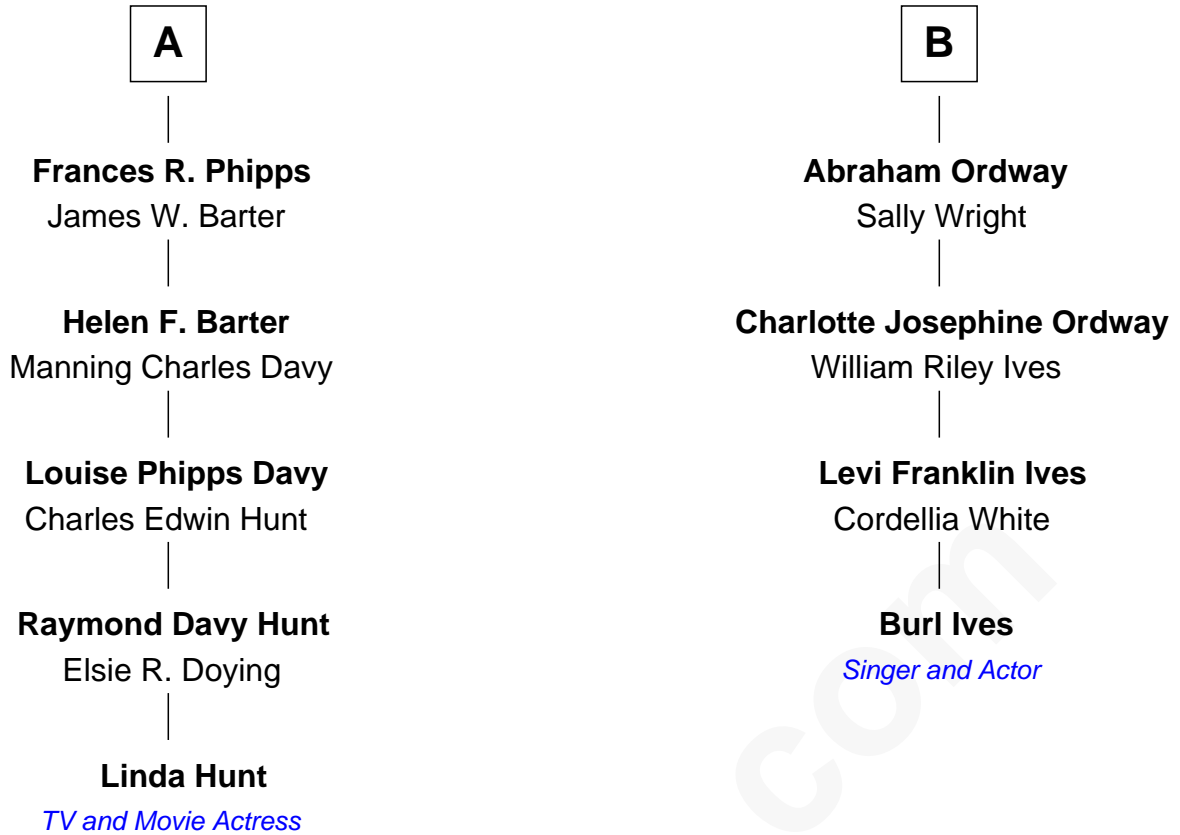 A
Frances R. Phipps
James W. Barter
Helen F. Barter
Manning Charles Davy
Louise Phipps Davy
Charles Edwin Hunt
Raymond Davy Hunt
Elsie R. Doying
Linda Hunt
TV and Movie Actress
B
Abraham Ordway
Sally Wright
Charlotte Josephine Ordway
William Riley Ives
Levi Franklin Ives
Cordellia White
Burl Ives
Singer and Actor
com